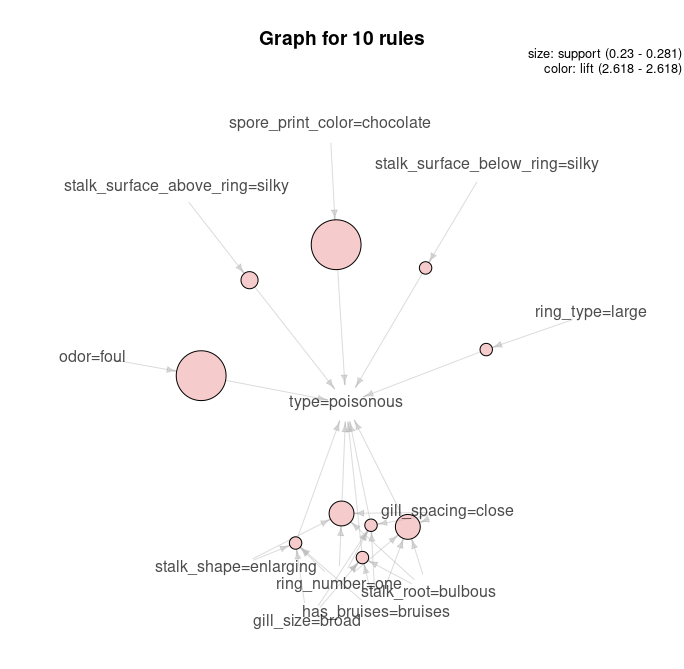 Graph for 10 rules
size: support (0.23 - 0.281)
color: lift (2.618 - 2.618)
spore_print_color=chocolate
stalk_surface_below_ring=silky
stalk_surface_above_ring=silky
ring_type=large
odor=foul
type=poisonous
gill_spacing=close
stalk_shape=enlarging
ring_number=one
stalk_root=bulbous
has_bruises=bruises
gill_size=broad